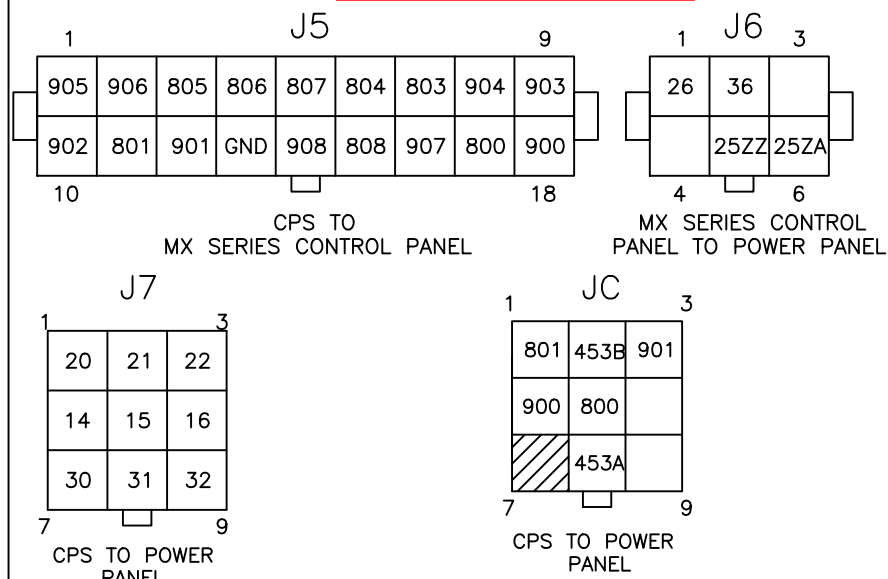 J5
1 9
905 906 805 806 807 804 803 904 903
902 801 901 GND 908 808 907 800 900
10 18
CPS TO
MX SERIES CONTROL PANEL
J6
1 3
26 36
25ZZ 25ZA
4 6
MX SERIES CONTROL
PANEL TO POWER PANEL
J7
1 3
20 21 22
14 15 16
30 31 32
7 9
CPS TO POWER
PANEL
JC
1 3
801 453B 901
900 800
453A
7 9
CPS TO POWER
PANEL